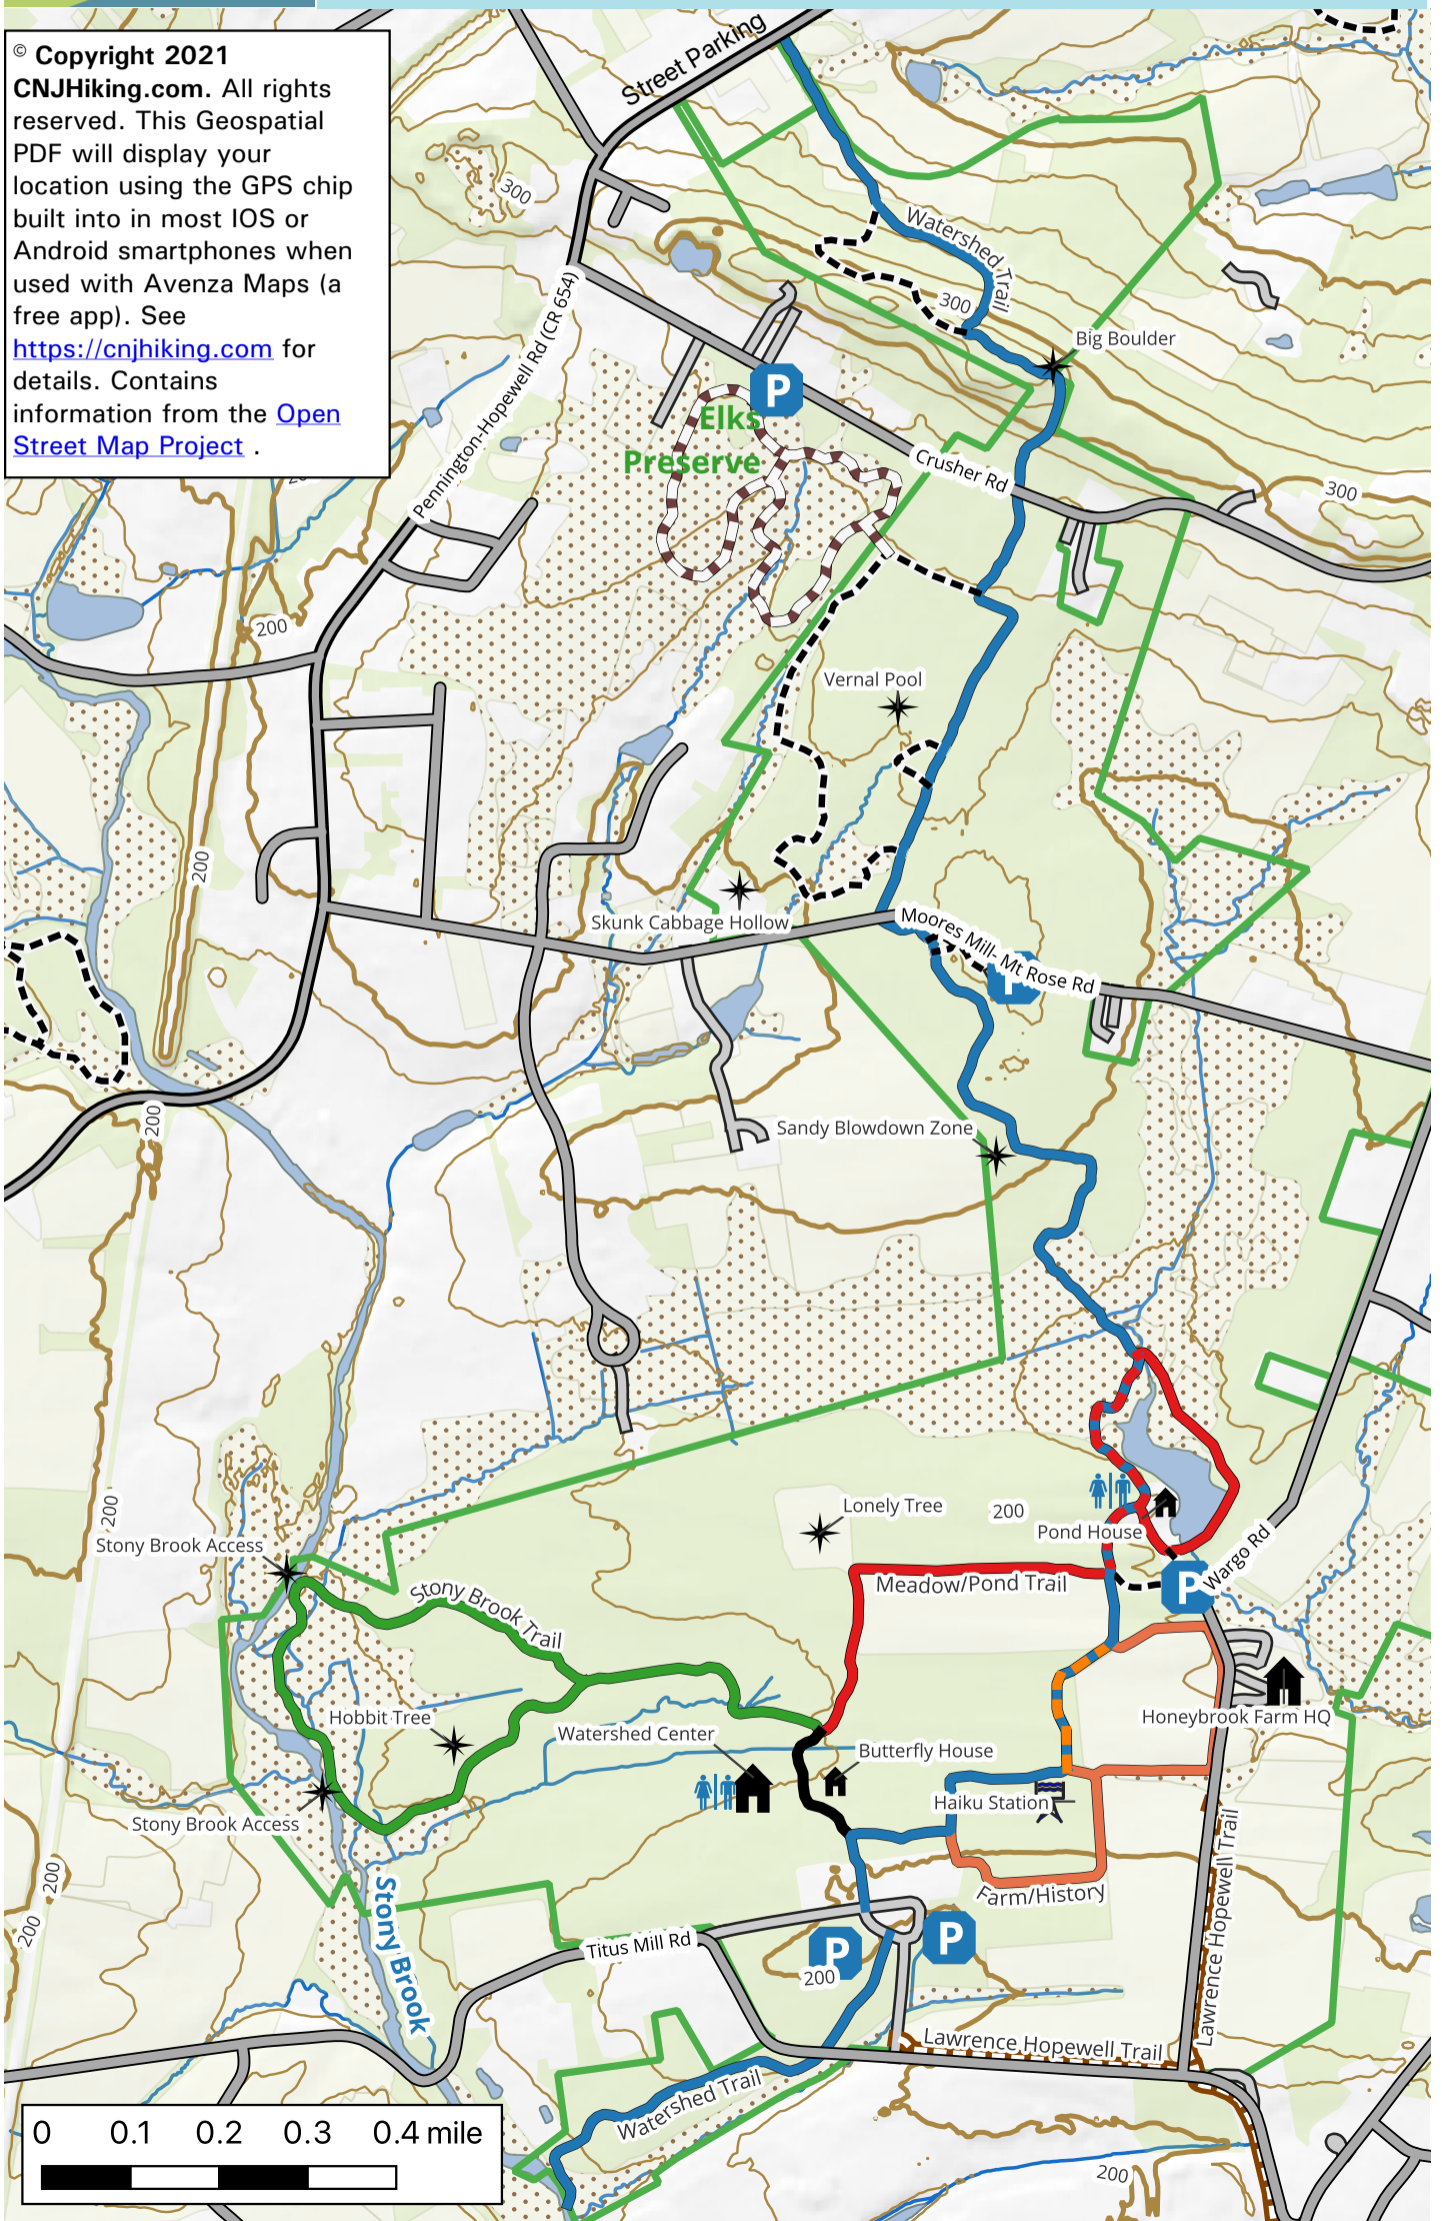 © Copyright 2021
CNJHiking.com. All rights
reserved. This Geospatial
PDF will display your
location using the GPS chip
built into in most IOS or
Android smartphones when
used with Avenza Maps (a
free app). See
https://cnjhiking.com for
details. Contains
information from the Open
Street Map Project .
Street Parking
300
Watershed Trail
300
Big Boulder
Pennington-Hopewell Rd (CR 654)
P
Elks
Preserve
Crusher Rd
300
200
Vernal Pool
200
Skunk Cabbage Hollow
Moores Mill- Mt Rose Rd
P
200
Sandy Blowdown Zone
200
Lonely Tree
200
Pond House
Stony Brook Access
Wargo Rd
P
Meadow/Pond Trail
Stony Brook Trail
Hobbit Tree
Watershed Center
Honeybrook Farm HQ
Butterfly House
Haiku Station
Stony Brook Access
200
Farm/History
Lawrence Hopewell Trail
Stony Brook
200
Titus Mill Rd
P
P
200
Lawrence Hopewell Trail
Watershed Trail
0 0.1 0.2 0.3 0.4 mile
200